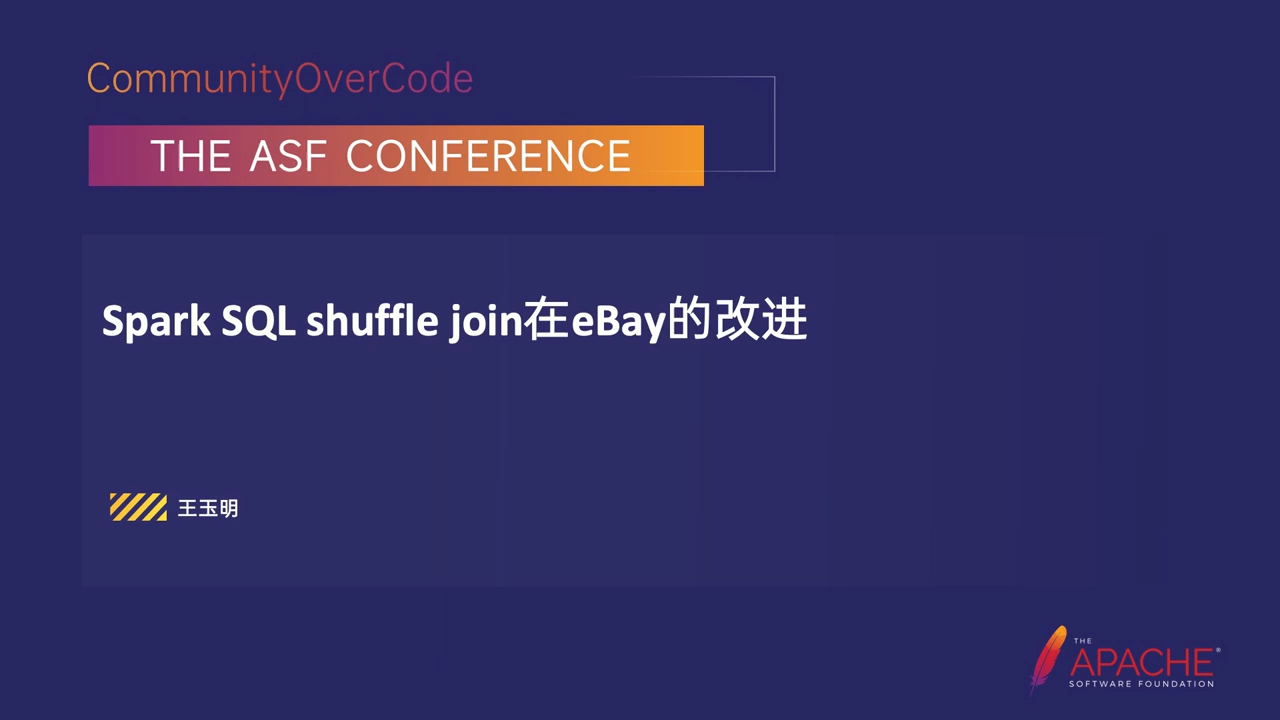 CommunityOverCode
THE ASF CONFERENCE
Spark SQL shuffle join在eBay的改进
王玉明
THE
APACHE®
SOFTWARE FOUNDATION